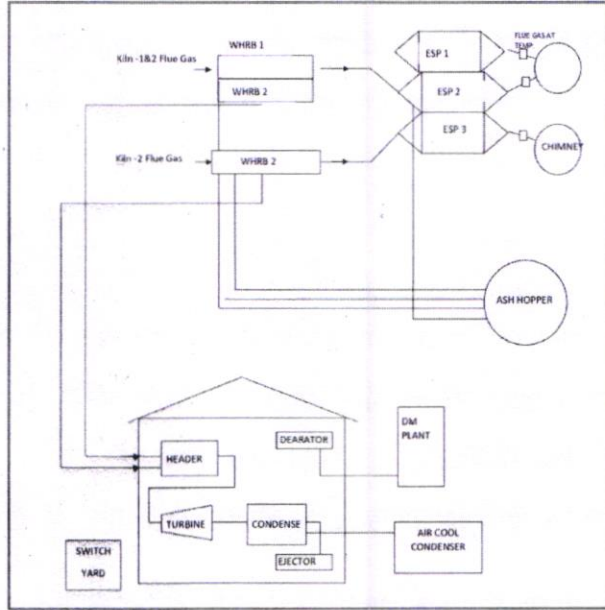 WHRB 1
Kiln -1&2 Flue Gas
WHRB 2
ESP 1
ESP 2
ESP 3
FLUE GAS AT
TEMP
Kiln -2 Flue Gas
WHRB 2
CHIMNEY
ASH HOPPER
DEARATOR
DM
PLANT
HEADER
TURBINE
CONDENSE
AIR COOL
CONDENSER
EJECTOR
SWITCH
YARD